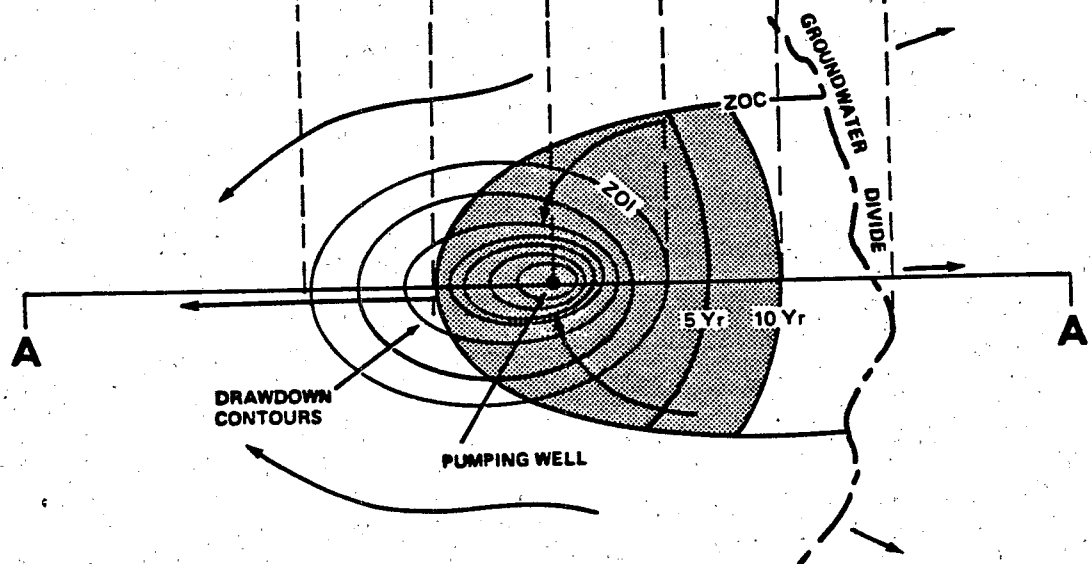 GROUNDWATER
DIVIDE
ZOC
ZOI
5 Yr
10 Yr
A
A
DRAWDOWN
CONTOURS
PUMPING WELL